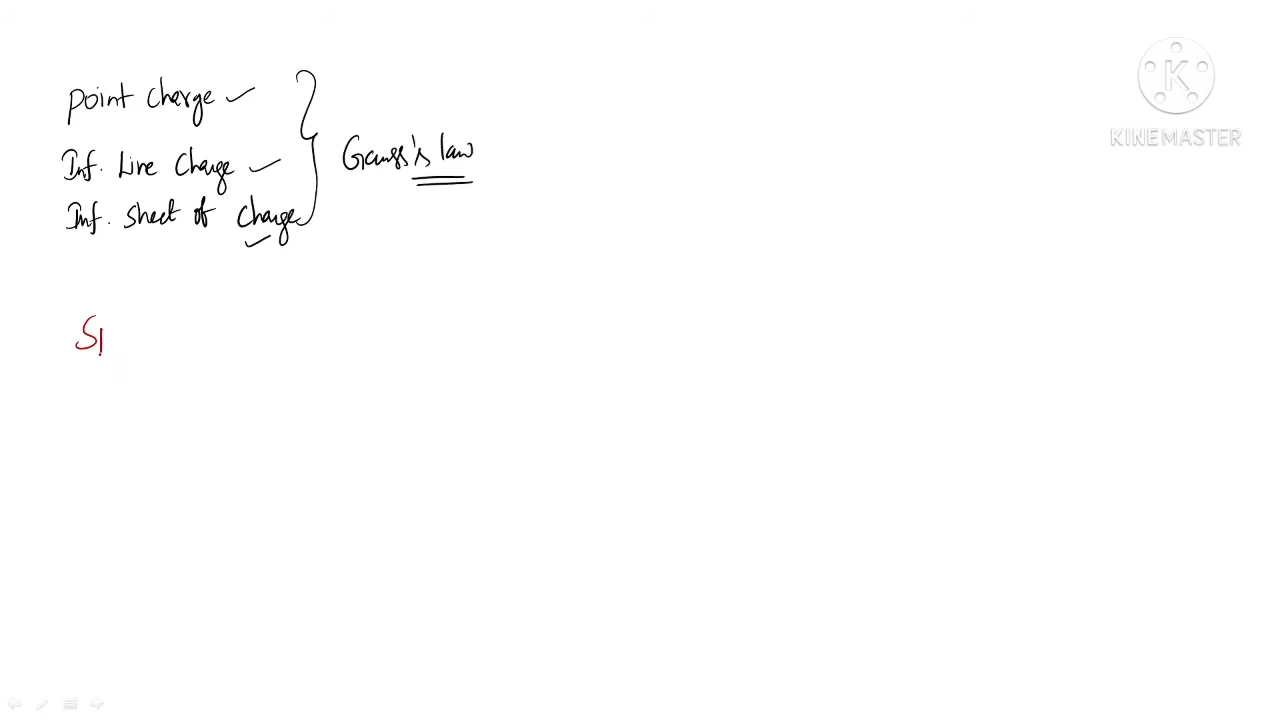 point charge ✓
Inf. Line charge ✓
Inf. sheet of charge ✓
Gauss's law
K
KINEMASTER